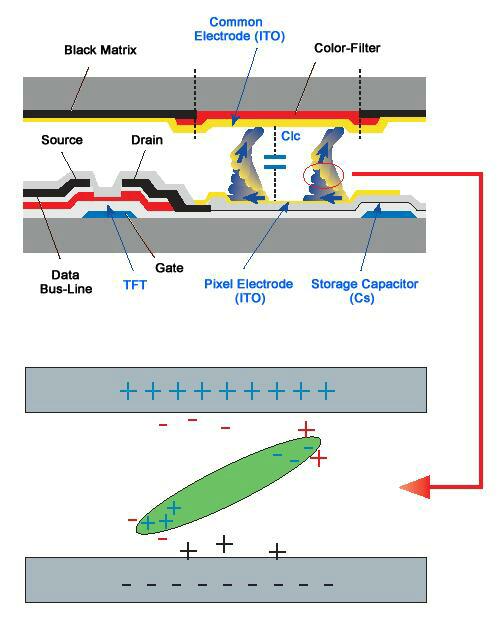 Common
Electrode (ITO)
Black Matrix
Color-Filter
Clc
Source
Drain
Data
Bus-Line
TFT
Gate
Pixel Electrode
(ITO)
Storage Capacitor
(Cs)
+ + + + + + + + +
- - -
+
+
- - -
+ + +
-
-
+ + +
- - - - - - - - -